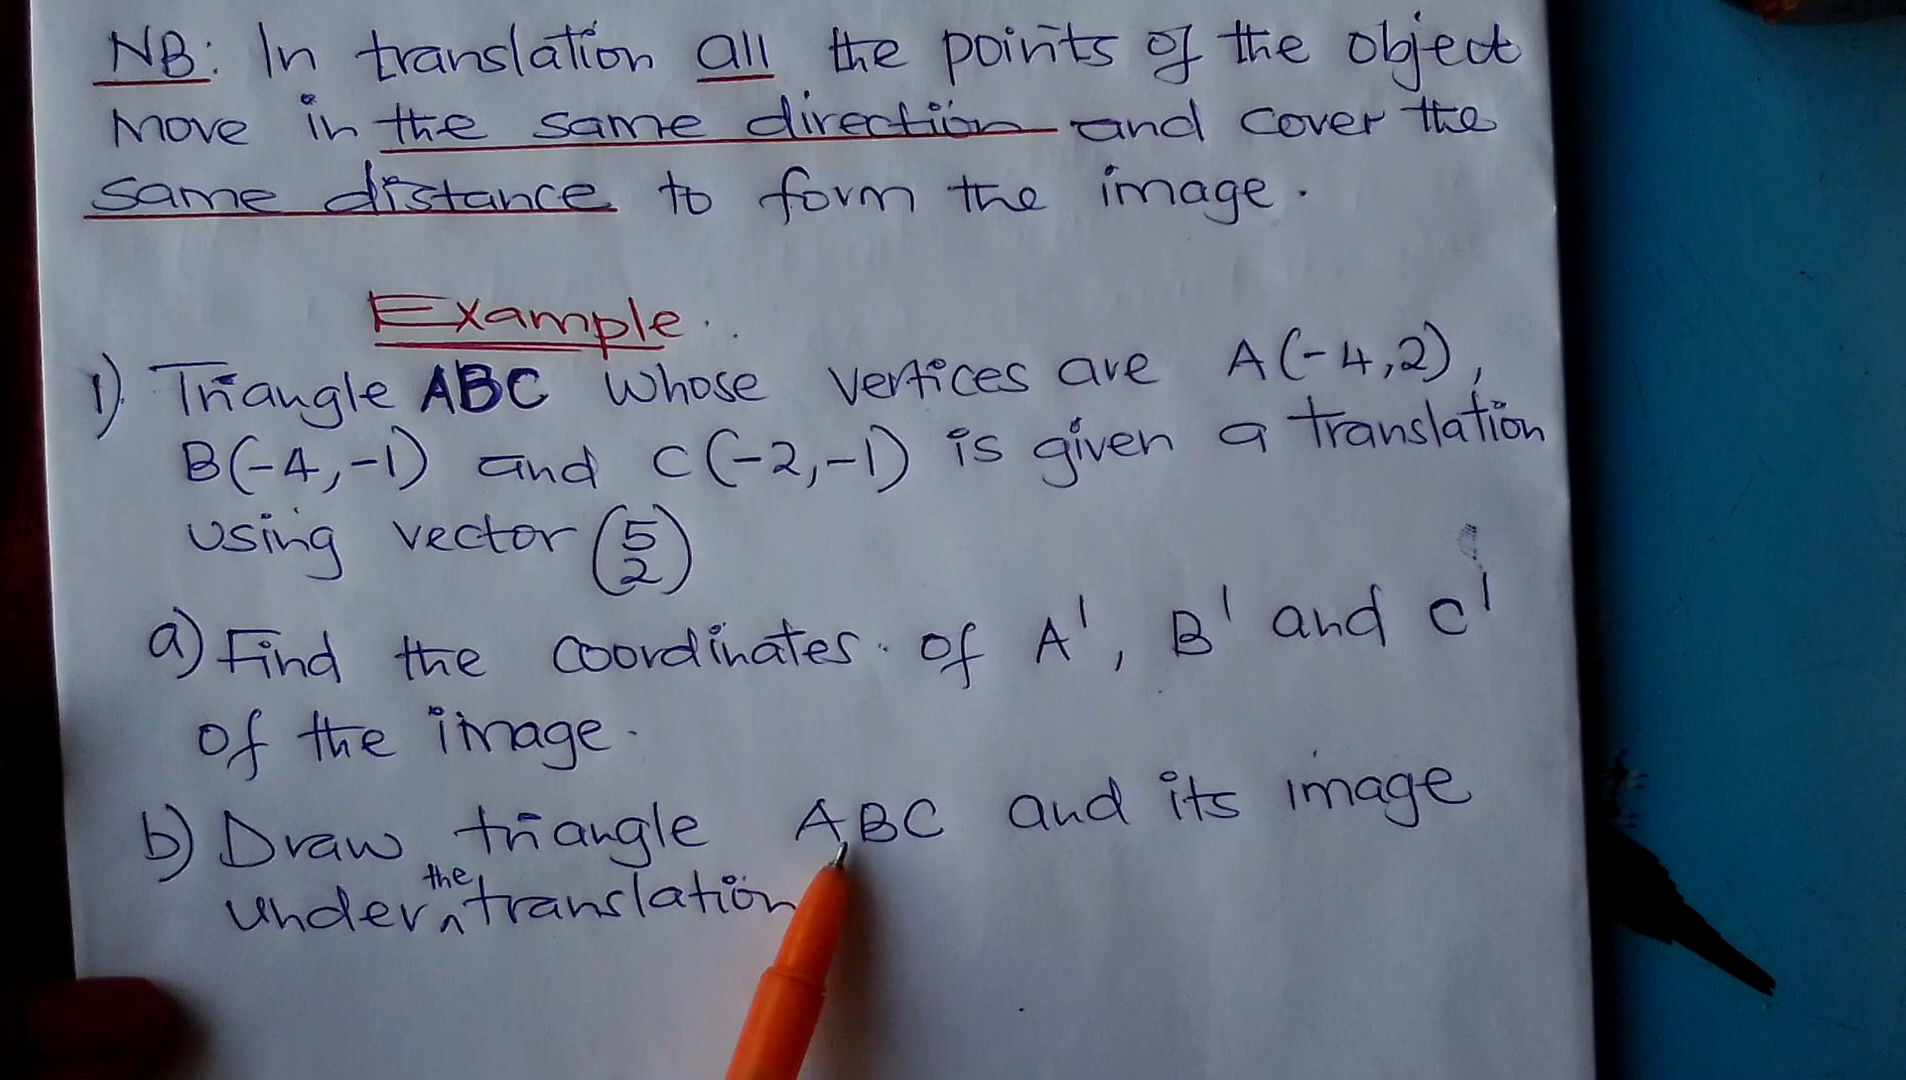 NB: In translation all the points of the object
move in the same direction and cover the
same distance to form the image.
Example.
1) Triangle ABC whose vertices are A(-4,2),
B(-4,-1) and C(-2,-1) is given a translation
using vector (5
2)
a) Find the coordinates of A', B' and C'
of the image.
b) Draw triangle ABC and its image
under the translation